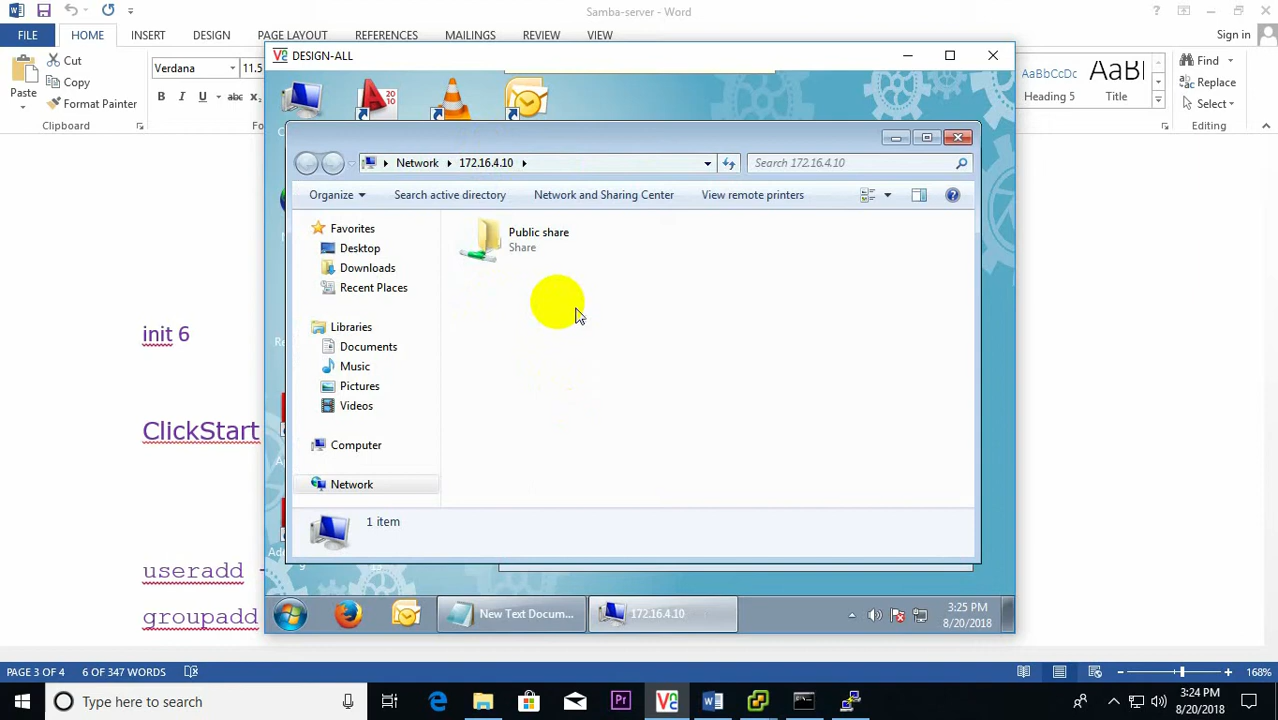 Samba-server - Word
Sign in
FILE HOME INSERT DESIGN PAGE LAYOUT REFERENCES MAILINGS REVIEW VIEW
Cut
Copy
Format Painter
Paste
Clipboard
Verdana
11.5
B I U abc
AaBbCcDc
Heading 5
AaBI
Title
Find
Replace
Select
Editing
DESIGN-ALL
Network 172.16.4.10
Search 172.16.4.10
Organize Search active directory Network and Sharing Center View remote printers
Favorites
Desktop
Downloads
Recent Places
Libraries
Documents
Music
Pictures
Videos
Computer
Network
Public share
Share
1 item
init 6
ClickStart
useradd
groupadd
New Text Docum...
172.16.4.10
3:25 PM
8/20/2018
PAGE 3 OF 4 6 OF 347 WORDS
168%
Type here to search
3:24 PM
8/20/2018